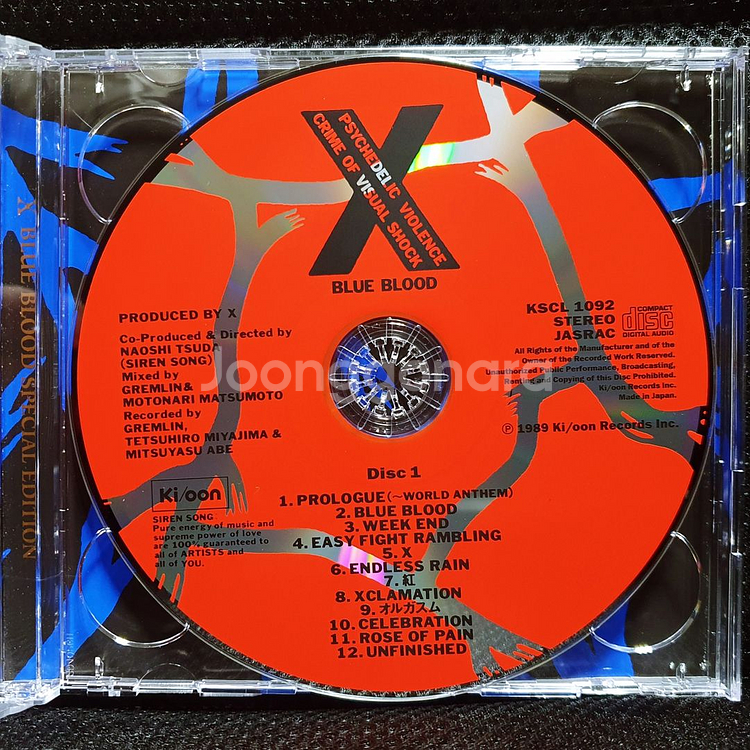 X
PSYCHEDELIC VIOLENCE
CRIME OF VISUAL SHOCK
BLUE BLOOD
PRODUCED BY X
Co-Produced & Directed by
NAOSHI TSUDA
(SIREN SONG)
Mixed by
GREMLIN&
MOTONARI MATSUMOTO
Recorded by
GREMLIN,
TETSUHIRO MIYAJIMA &
MITSUYASU ABE
KSCL 1092
STEREO
JASRAC
COMPACT
disc
DIGITAL AUDIO
All Rights of the Manufacturer and of the
Owner of the Recorded Work Reserved.
Unauthorized Public Performance, Broadcasting,
Renting and Copying of this Disc Prohibited.
Ki/oon Records Inc.
Made in Japan.
Ⓟ 1989 Ki/oon Records Inc.
Ki/oon
SIREN SONG
Pure energy of music and
supreme power of love
are 100% guaranteed to
all of ARTISTS and
all of YOU.
Disc 1
1. PROLOGUE(～WORLD ANTHEM)
2. BLUE BLOOD
3. WEEK END
4. EASY FIGHT RAMBLING
5. X
6. ENDLESS RAIN
7. 紅
8. XCLAMATION
9. オルガスム
10. CELEBRATION
11. ROSE OF PAIN
12. UNFINISHED
X BLUE BLOOD SPECIAL EDITION